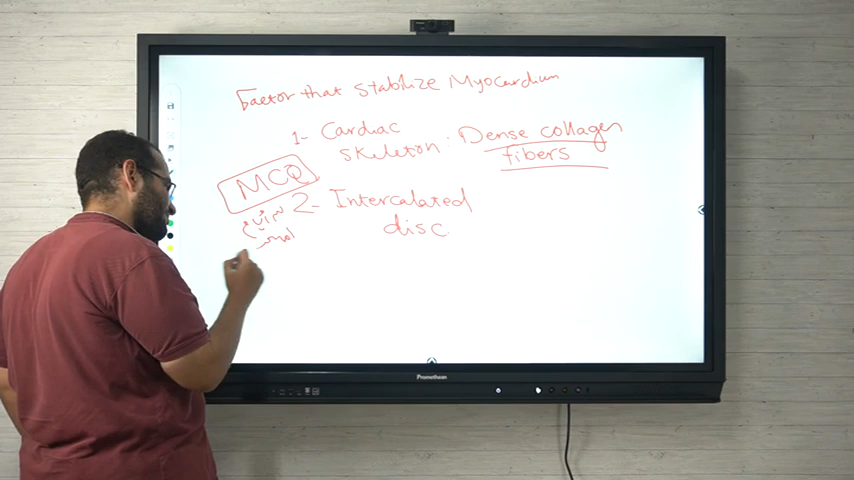 Factor that stabilize Myocardium
1- Cardiac
skeleton. Dense collagen
fibers
MCQ
2- Intercalated
disc
Promethean